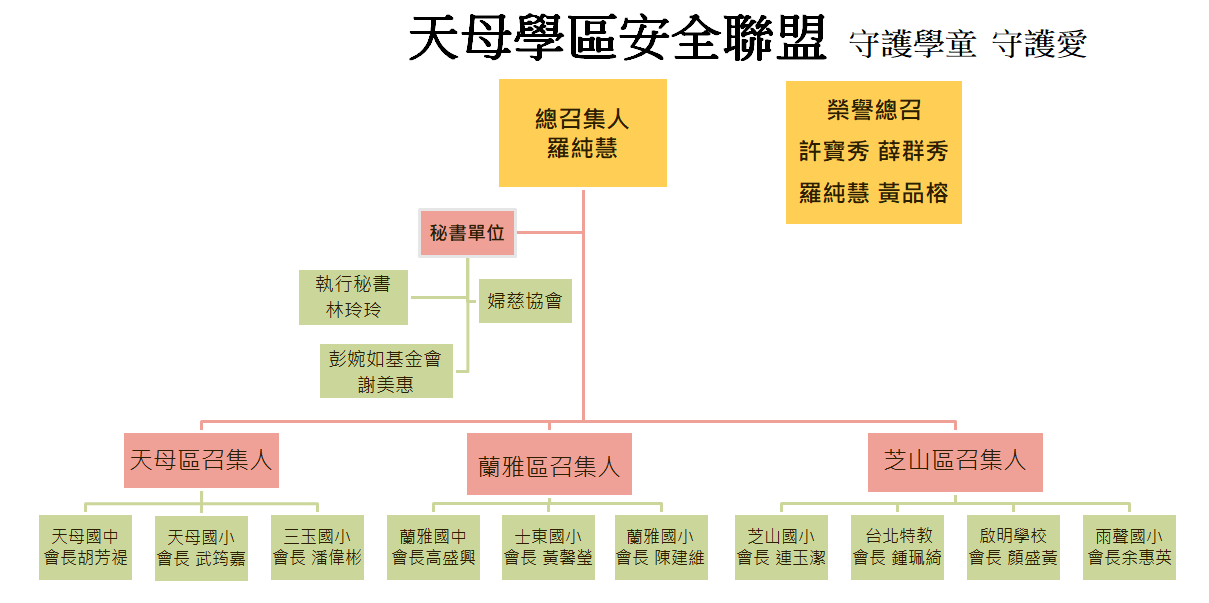 天母學區安全聯盟 守護學童 守護愛
總召集人
羅純慧
榮譽總召
許寶秀 薛群秀
羅純慧 黃品榕
秘書單位
執行秘書
林玲玲
婦慈協會
彭婉如基金會
謝美惠
天母區召集人
蘭雅區召集人
芝山區召集人
天母國中
會長胡芳禔
天母國小
會長 武筠嘉
三玉國小
會長 潘偉彬
蘭雅國中
會長高盛興
士東國小
會長 黃馨瑩
蘭雅國小
會長 陳建維
芝山國小
會長 連玉潔
台北特教
會長 鍾珮綺
啟明學校
會長 顏盛黃
雨聲國小
會長余惠英